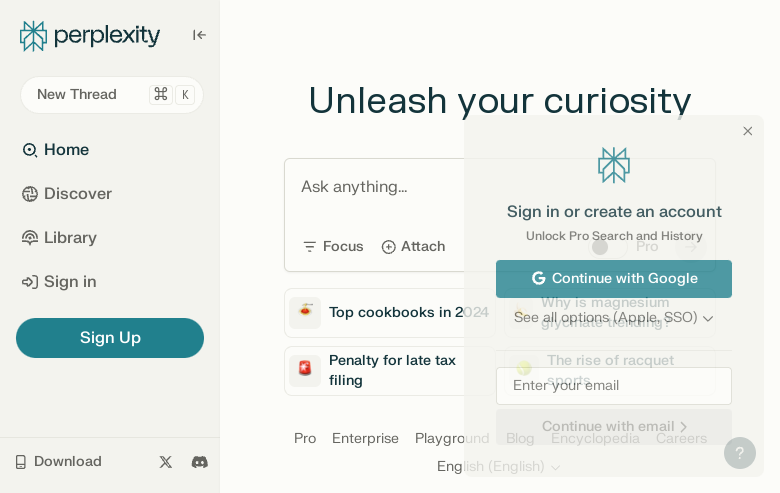 perplexity
New Thread
⌘ K
Home
Discover
Library
Sign in
Sign Up
Download
Unleash your curiosity
Ask anything...
Focus
Attach
Pro
Top cookbooks in 2024
Why is magnesium
glycinate trending?
Penalty for late tax
filing
The rise of racquet
sports
Pro
Enterprise
Playground
Blog
Encyclopedia
Careers
English (English)
Sign in or create an account
Unlock Pro Search and History
Continue with Google
See all options (Apple, SSO)
Enter your email
Continue with email
?